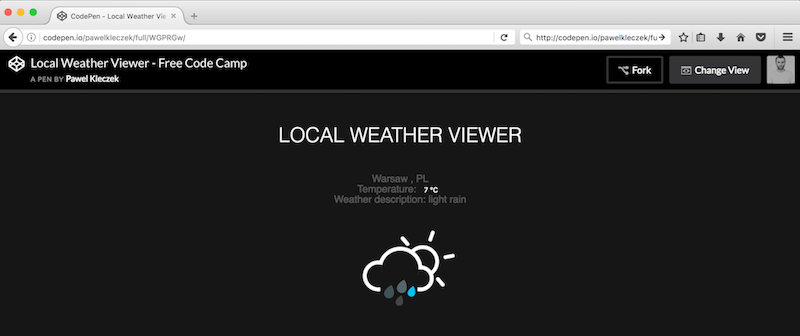 CodePen - Local Weather Vie
codepen.io/pawelkleczek/full/WGPRGw/
http://codepen.io/pawelkleczek/fu
Local Weather Viewer - Free Code Camp
A PEN BY Pawel Kleczek
Fork
Change View
LOCAL WEATHER VIEWER
Warsaw , PL
Temperature: 7 °C
Weather description: light rain